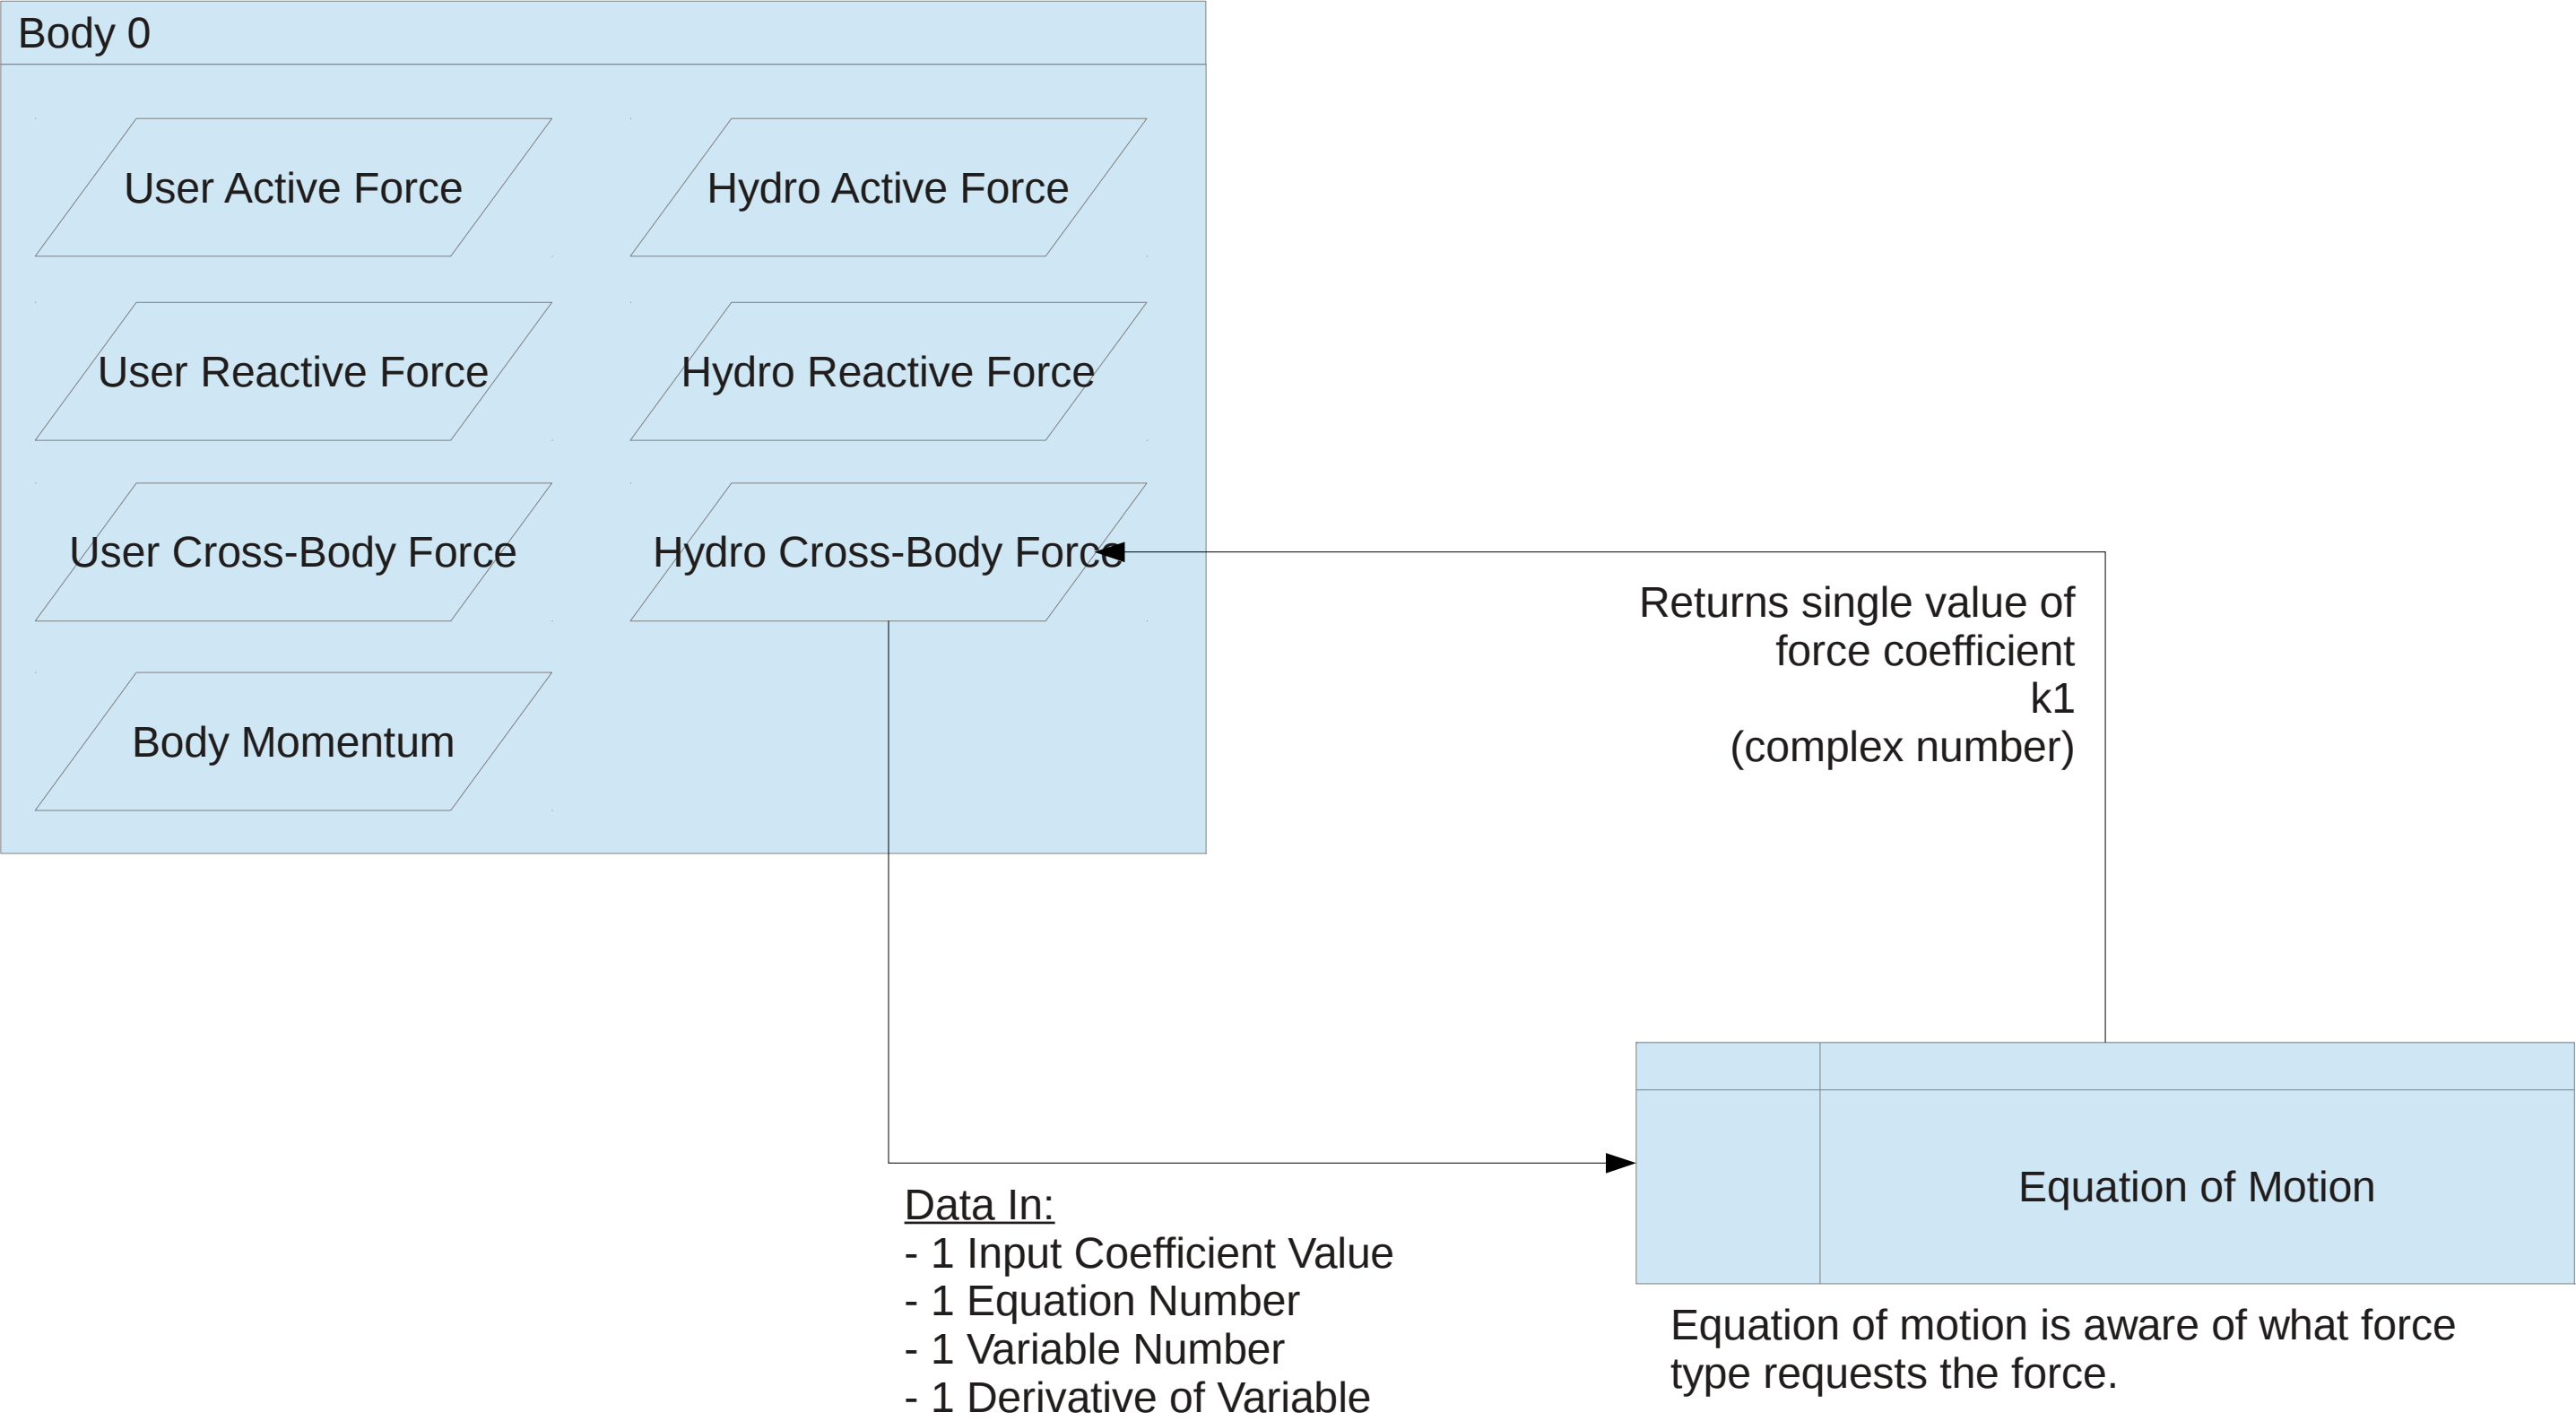 Body 0
User Active Force
Hydro Active Force
User Reactive Force
Hydro Reactive Force
User Cross-Body Force
Hydro Cross-Body Force
Body Momentum
Returns single value of
force coefficient
k1
(complex number)
Equation of Motion
Data In:
- 1 Input Coefficient Value
- 1 Equation Number
- 1 Variable Number
- 1 Derivative of Variable
Equation of motion is aware of what force
type requests the force.